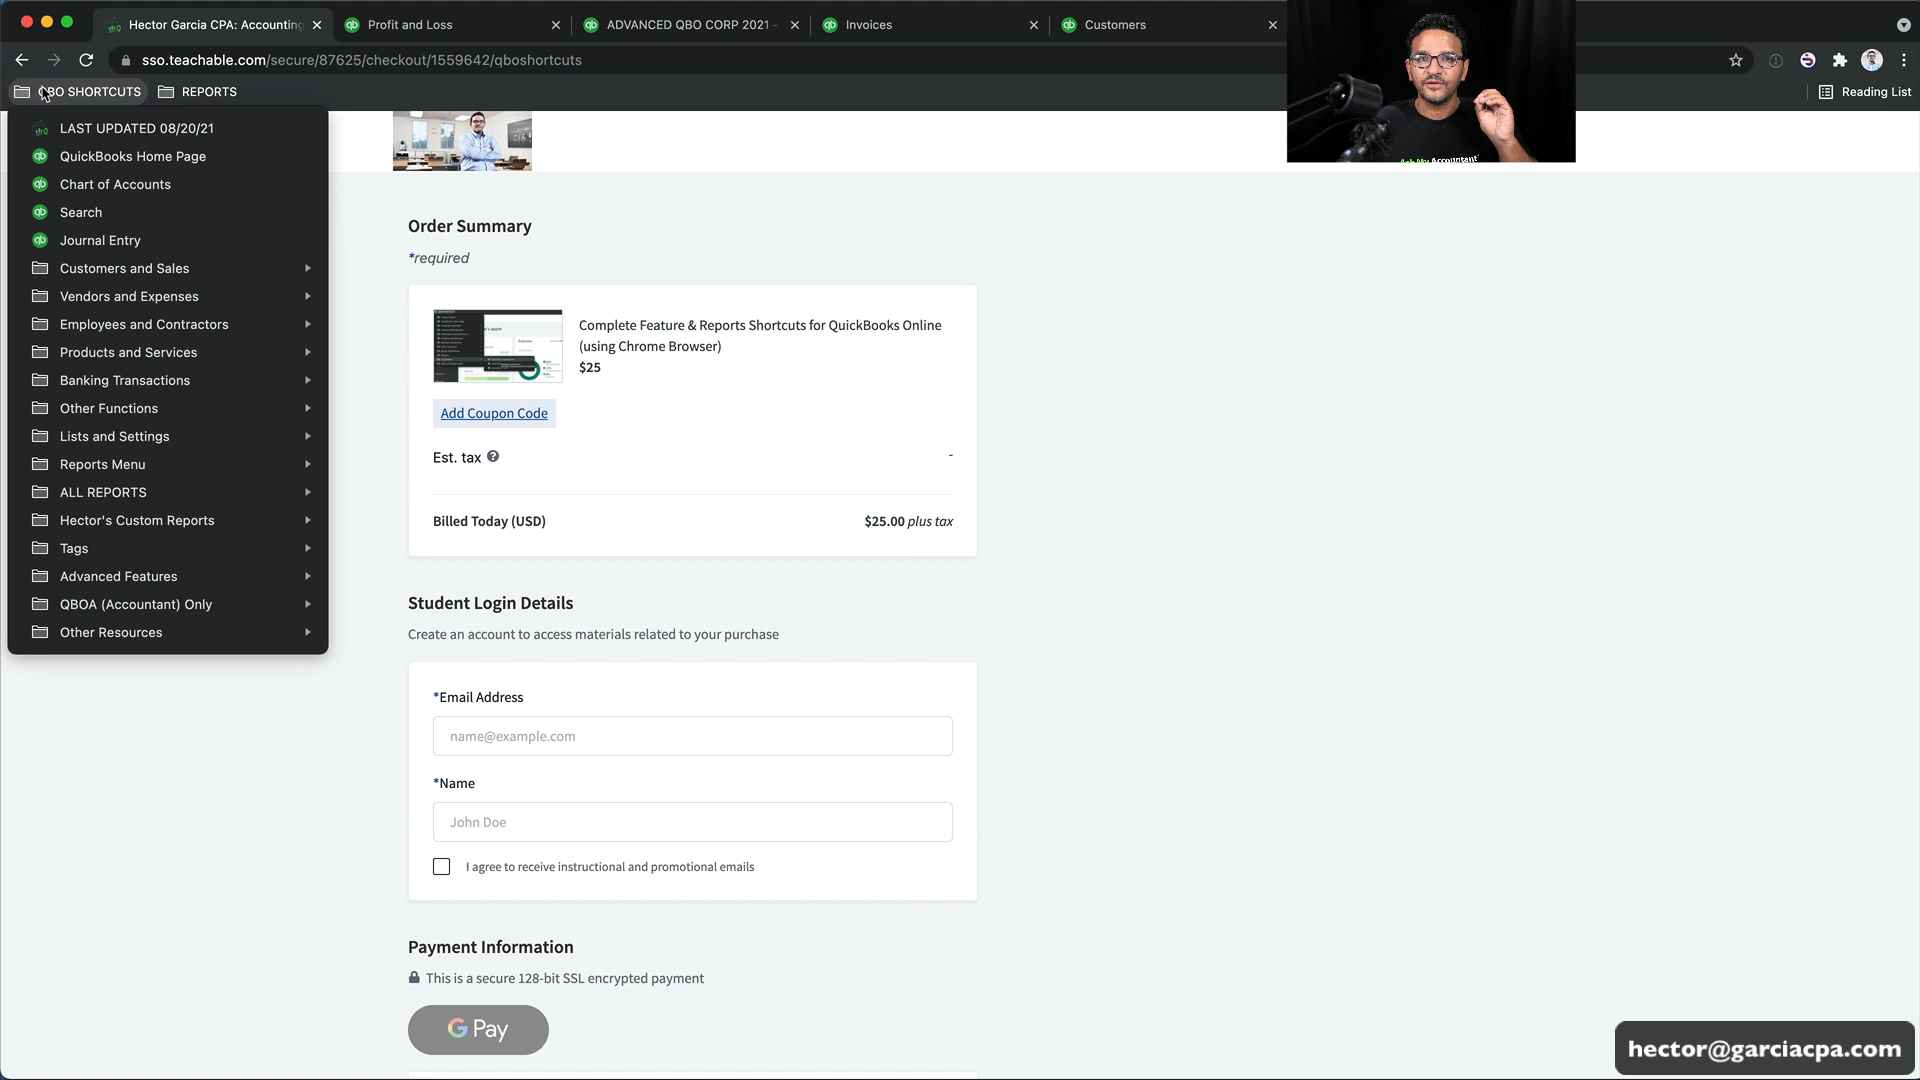 Hector Garcia CPA: Accounting
Profit and Loss
ADVANCED QBO CORP 2021 -
Invoices
Customers
sso.teachable.com/secure/87625/checkout/1559642/qboshortcuts
QBO SHORTCUTS
REPORTS
Reading List
LAST UPDATED 08/20/21
QuickBooks Home Page
Chart of Accounts
Search
Journal Entry
Customers and Sales
Vendors and Expenses
Employees and Contractors
Products and Services
Banking Transactions
Other Functions
Lists and Settings
Reports Menu
ALL REPORTS
Hector's Custom Reports
Tags
Advanced Features
QBOA (Accountant) Only
Other Resources
Ask My Accountant
Order Summary
*required
Complete Feature & Reports Shortcuts for QuickBooks Online
(using Chrome Browser)
$25
Add Coupon Code
Est. tax ?
-
Billed Today (USD)
$25.00 plus tax
Student Login Details
Create an account to access materials related to your purchase
*Email Address
name@example.com
*Name
John Doe
I agree to receive instructional and promotional emails
Payment Information
This is a secure 128-bit SSL encrypted payment
G Pay
hector@garciacpa.com